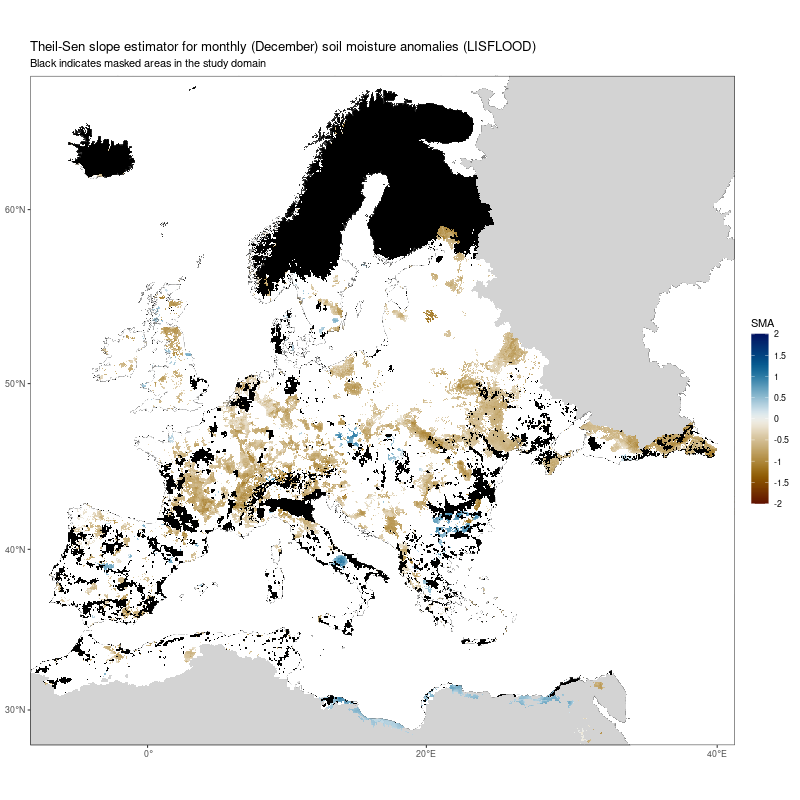 Theil-Sen slope estimator for monthly (December) soil moisture anomalies (LISFLOOD)
Black indicates masked areas in the study domain
60°N
50°N
40°N
30°N
0°
20°E
40°E
SMA
2
1.5
1
0.5
0
-0.5
-1
-1.5
-2